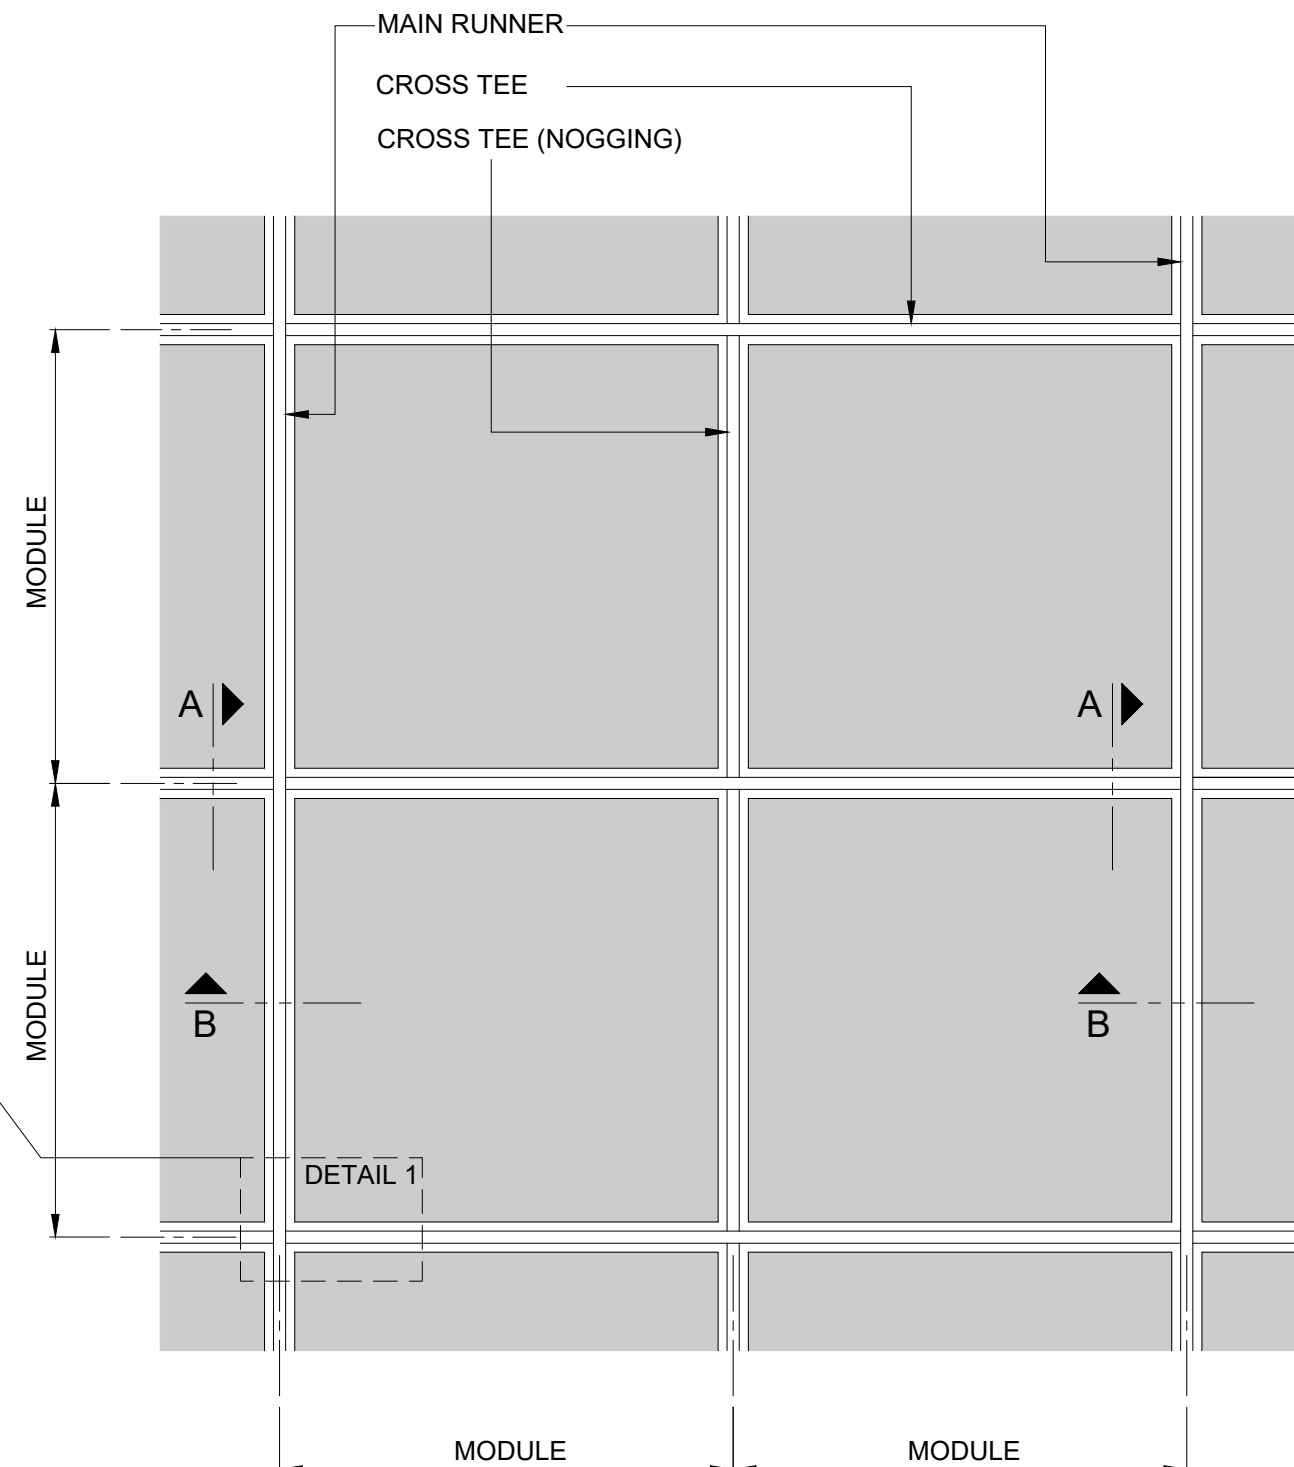 MAIN RUNNER
CROSS TEE
CROSS TEE (NOGGING)
MODULE
A
A
MODULE
B
B
DETAIL 1
MODULE
MODULE